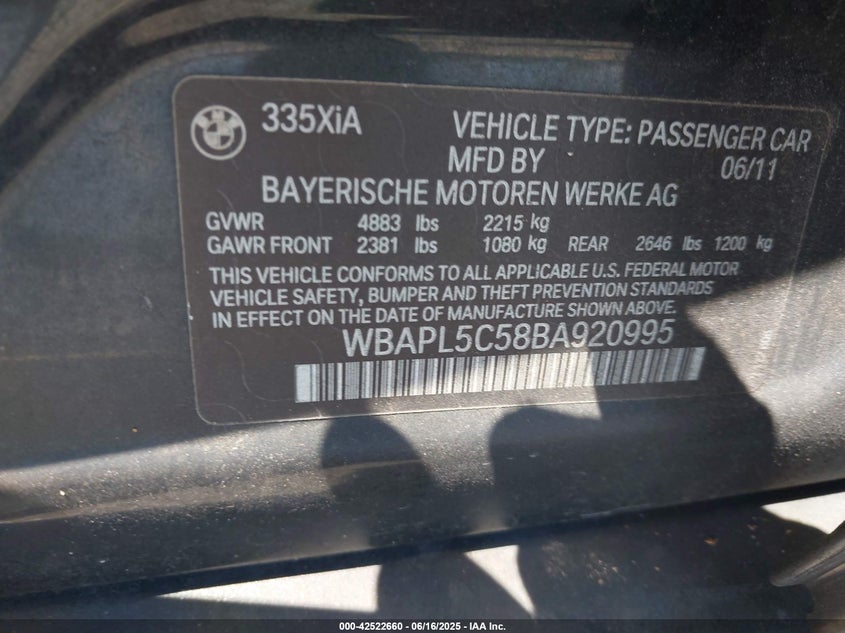 335XiA VEHICLE TYPE: PASSENGER CAR
MFD BY 06/11
BAYERISCHE MOTOREN WERKE AG
GVWR 4883 lbs 2215 kg
GAWR FRONT 2381 lbs 1080 kg REAR 2646 lbs 1200 kg
THIS VEHICLE CONFORMS TO ALL APPLICABLE U.S. FEDERAL MOTOR
VEHICLE SAFETY, BUMPER AND THEFT PREVENTION STANDARDS
IN EFFECT ON THE DATE OF MANUFACTURE SHOWN ABOVE.
WBAPL5C58BA920995
000-42522660 - 06/16/2025 - IAA Inc.